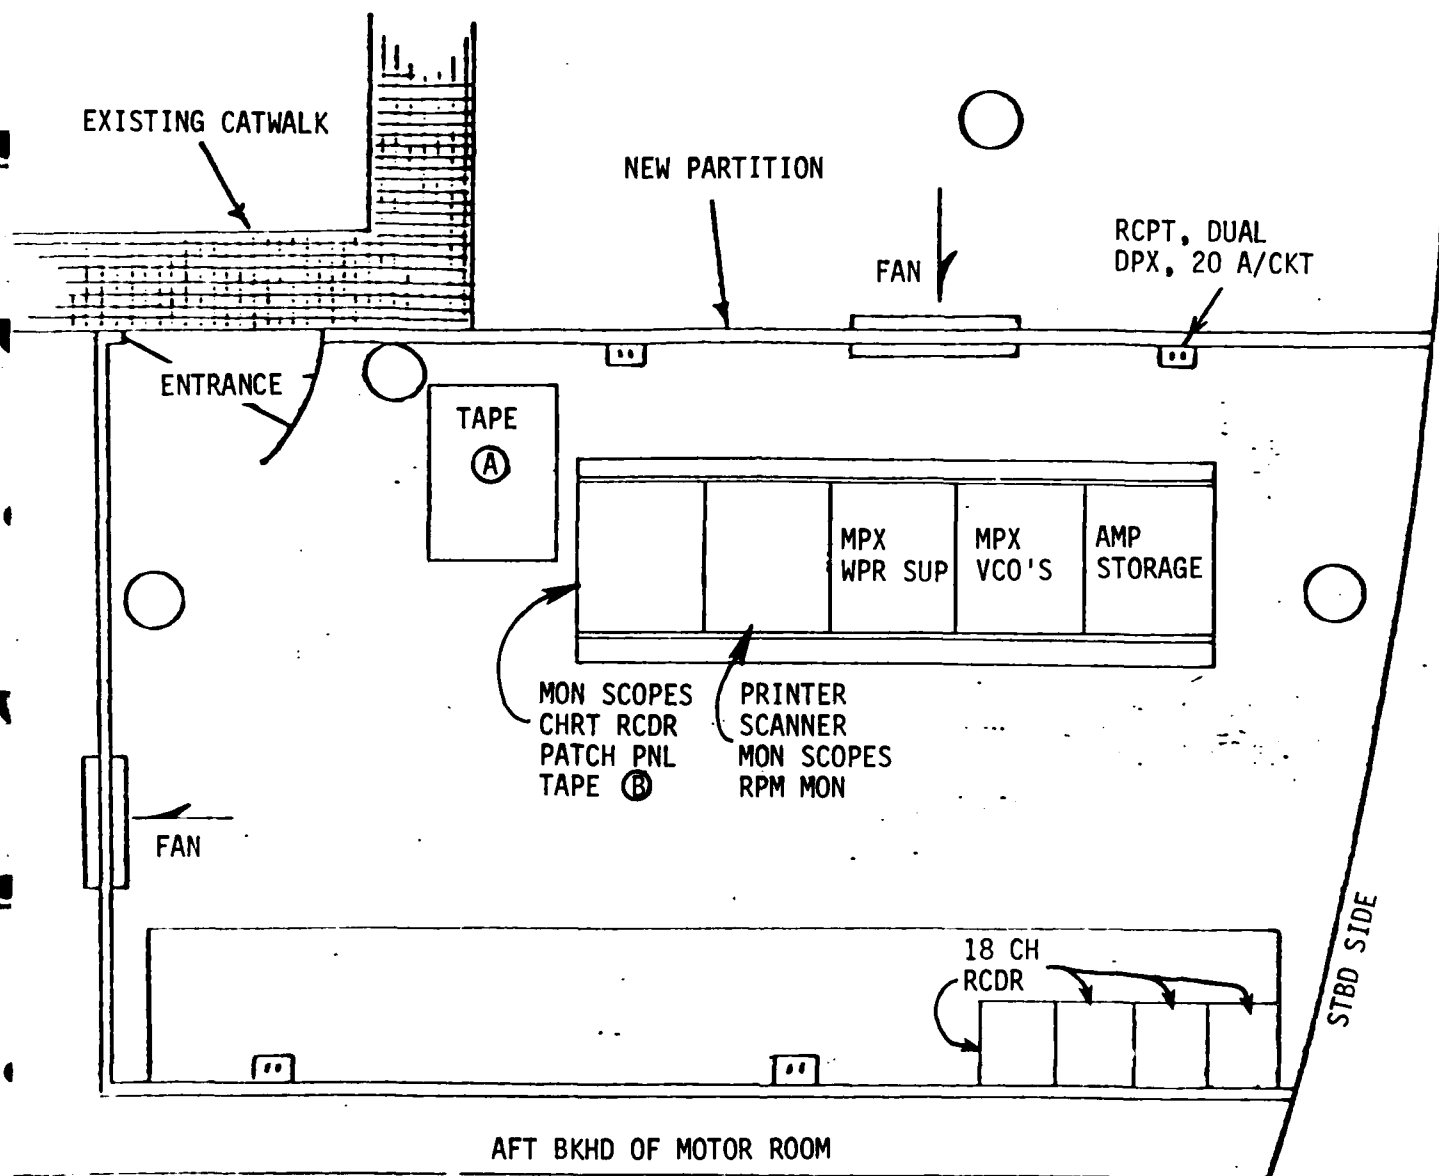 EXISTING CATWALK
NEW PARTITION
RCPT, DUAL
DPX, 20 A/CKT
FAN
ENTRANCE
TAPE
A
MPX
WPR SUP
MPX
VCO'S
AMP
STORAGE
MON SCOPES
CHRT RCDR
PATCH PNL
TAPE B
PRINTER
SCANNER
MON SCOPES
RPM MON
FAN
18 CH
RCDR
STBD SIDE
AFT BKHD OF MOTOR ROOM